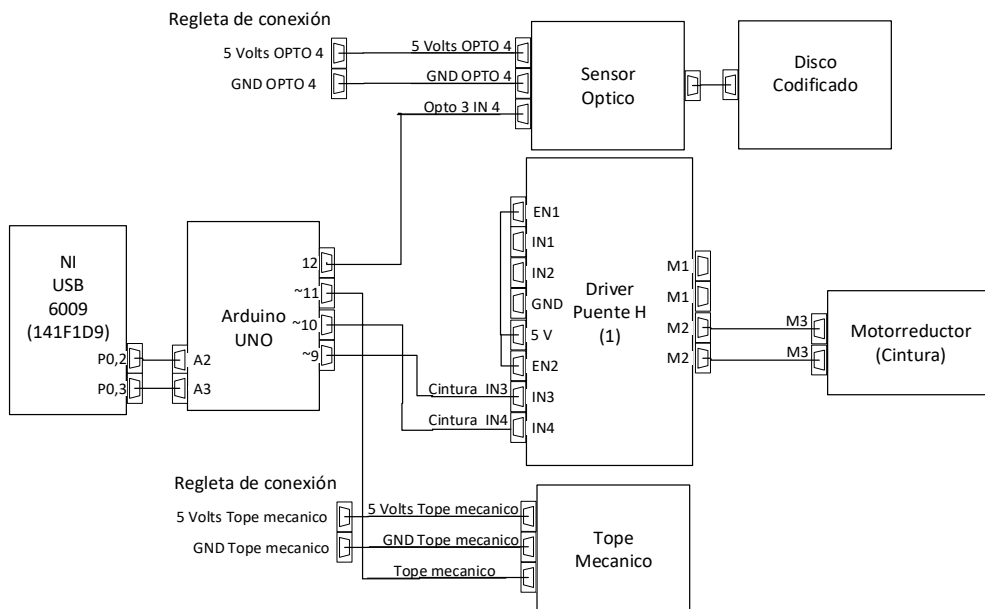 Regleta de conexión
5 Volts OPTO 4
GND OPTO 4
5 Volts OPTO 4
GND OPTO 4
Opto 3 IN 4
Sensor
Optico
Disco
Codificado
NI
USB
6009
(141F1D9)
P0,2
P0,3
A2
A3
Arduino
UNO
12
~11
~10
~9
Cintura IN3
Cintura IN4
EN1
IN1
IN2
GND
5 V
EN2
IN3
IN4
Driver
Puente H
(1)
M1
M1
M2
M2
M3
M3
Motorreductor
(Cintura)
Regleta de conexión
5 Volts Tope mecanico
GND Tope mecanico
5 Volts Tope mecanico
GND Tope mecanico
Tope mecanico
Tope
Mecanico